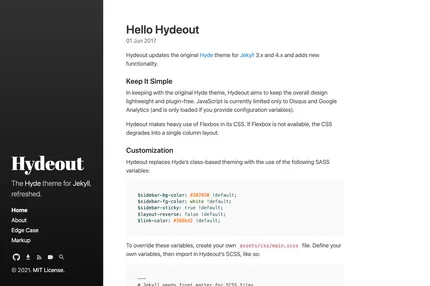 Hydeout
The Hyde theme for Jekyll,
refreshed.
Home
About
Edge Case
Markup
© 2021. MIT License.
Hello Hydeout
01 Jun 2017
Hydeout updates the original Hyde theme for Jekyll 3.x and 4.x and adds new
functionality.
Keep It Simple
In keeping with the original Hyde theme, Hydeout aims to keep the overall design
lightweight and plugin-free. JavaScript is currently limited only to Disqus and Google
Analytics (and is only loaded if you provide configuration variables).
Hydeout makes heavy use of Flexbox in its CSS. If Flexbox is not available, the CSS
degrades into a single column layout.
Customization
Hydeout replaces Hyde's class-based theming with the use of the following SASS
variables:
$sidebar-bg-color: #202020 !default;
$sidebar-fg-color: white !default;
$sidebar-sticky: true !default;
$layout-reverse: false !default;
$link-color: #268bd2 !default;
To override these variables, create your own assets/css/main.scss file. Define your
own variables, then import in Hydeout's SCSS, like so:
---
# Jekyll needs front matter for SCSS files